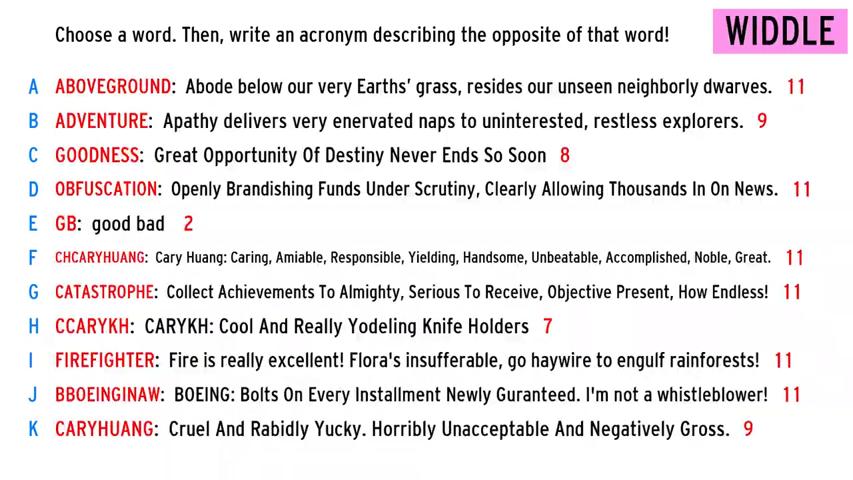 Choose a word. Then, write an acronym describing the opposite of that word!
WIDDLE
A ABOVEGROUND: Abode below our very Earths' grass, resides our unseen neighborly dwarves. 11
B ADVENTURE: Apathy delivers very enervated naps to uninterested, restless explorers. 9
C GOODNESS: Great Opportunity Of Destiny Never Ends So Soon 8
D OBFUSCATION: Openly Brandishing Funds Under Scrutiny, Clearly Allowing Thousands In On News. 11
E GB: good bad 2
F CHCARYHUANG: Cary Huang: Caring, Amiable, Responsible, Yielding, Handsome, Unbeatable, Accomplished, Noble, Great. 11
G CATASTROPHE: Collect Achievements To Almighty, Serious To Receive, Objective Present, How Endless! 11
H CCARYKH: CARYKH: Cool And Really Yodeling Knife Holders 7
I FIREFIGHTER: Fire is really excellent! Flora's insufferable, go haywire to engulf rainforests! 11
J BBOEINGINAW: BOEING: Bolts On Every Installment Newly Guranteed. I'm not a whistleblower! 11
K CARYHUANG: Cruel And Rabidly Yucky. Horribly Unacceptable And Negatively Gross. 9